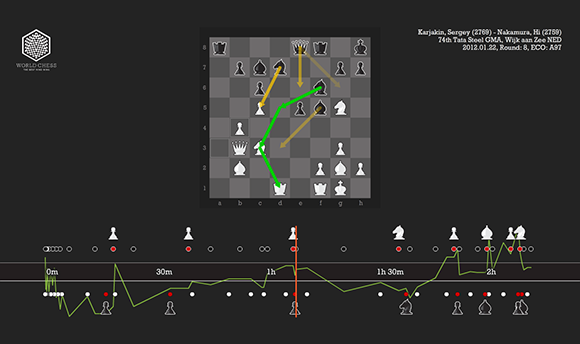 WORLD CHESS
Karjakin, Sergey (2769) - Nakamura, Hi (2759)
74th Tata Steel GMA, Wijk aan Zee NED
2012.01.22, Round: 8, ECO: A97
8
7
6
5
4
3
2
1
a b c d e f g h
0m 30m 1h 1h 30m 2h